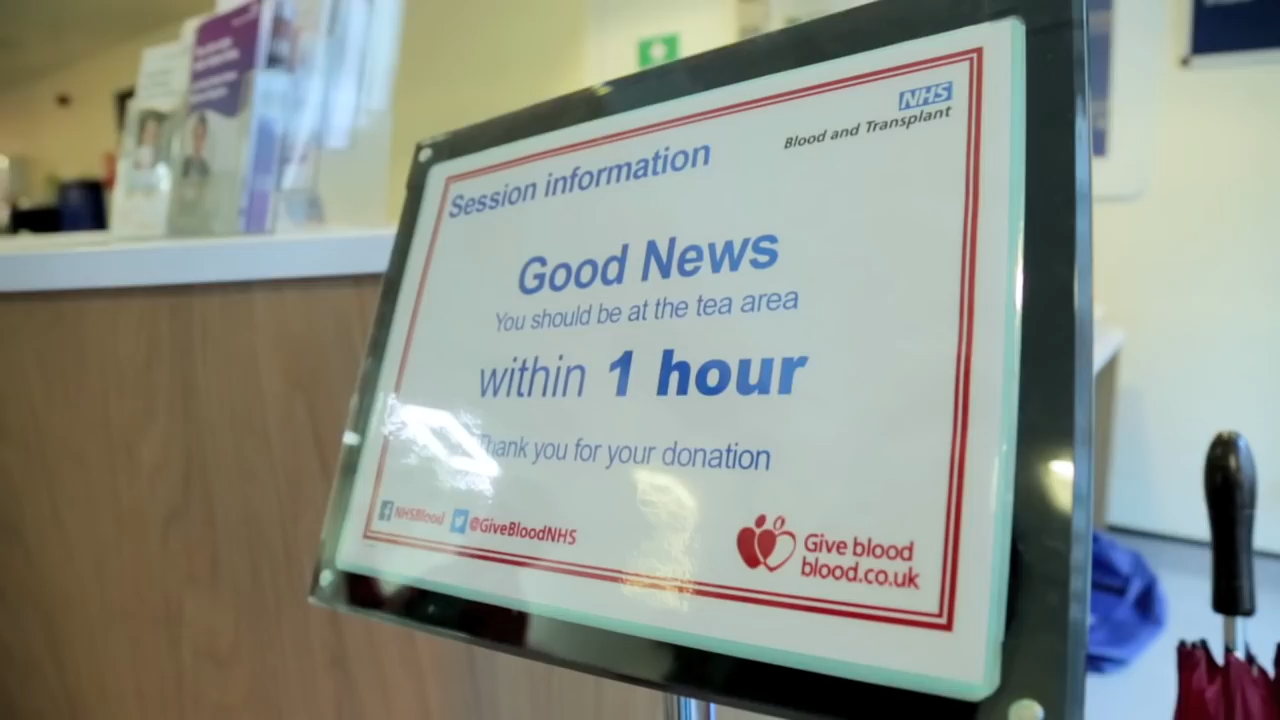 NHS
Blood and Transplant
Session information
Good News
You should be at the tea area
within 1 hour
Thank you for your donation
NHSBlood @GiveBloodNHS
Give blood
blood.co.uk